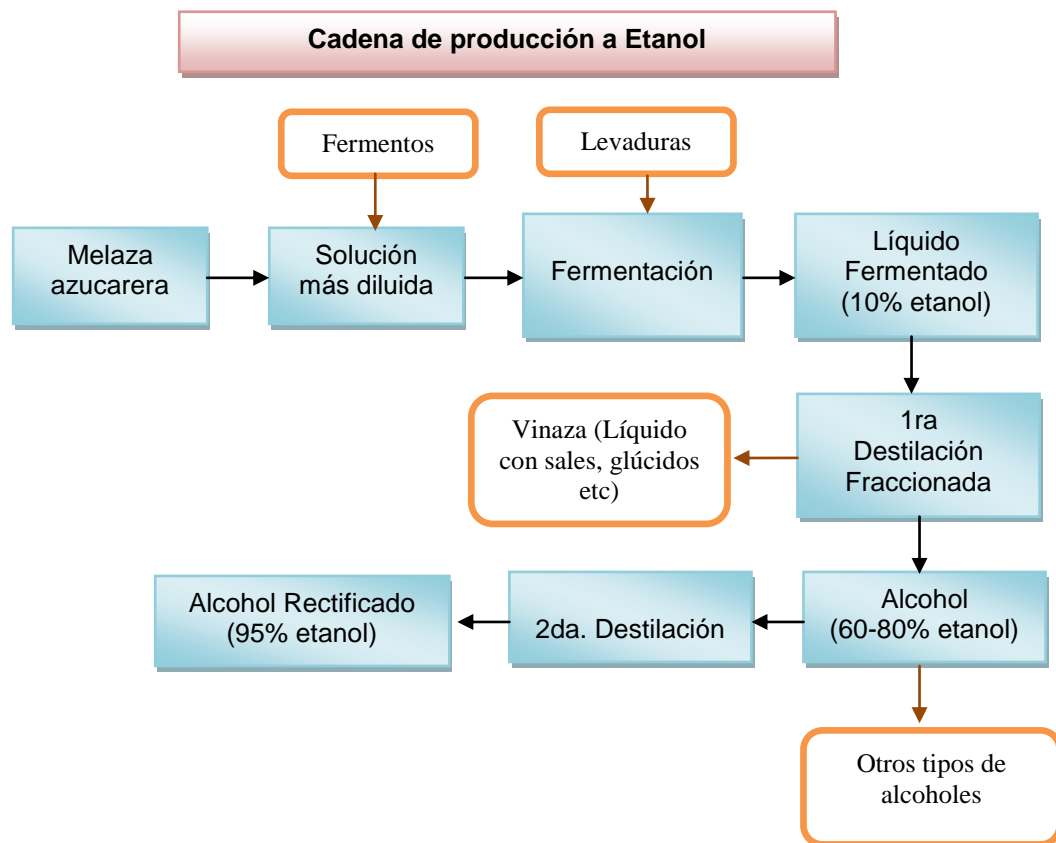 Cadena de producción a Etanol
Fermentos
Levaduras
Melaza
azucarera
Solución
más diluida
Fermentación
Líquido
Fermentado
(10% etanol)
Vinaza (Líquido
con sales, glúcidos
etc)
1ra
Destilación
Fraccionada
Alcohol Rectificado
(95% etanol)
2da. Destilación
Alcohol
(60-80% etanol)
Otros tipos de
alcoholes